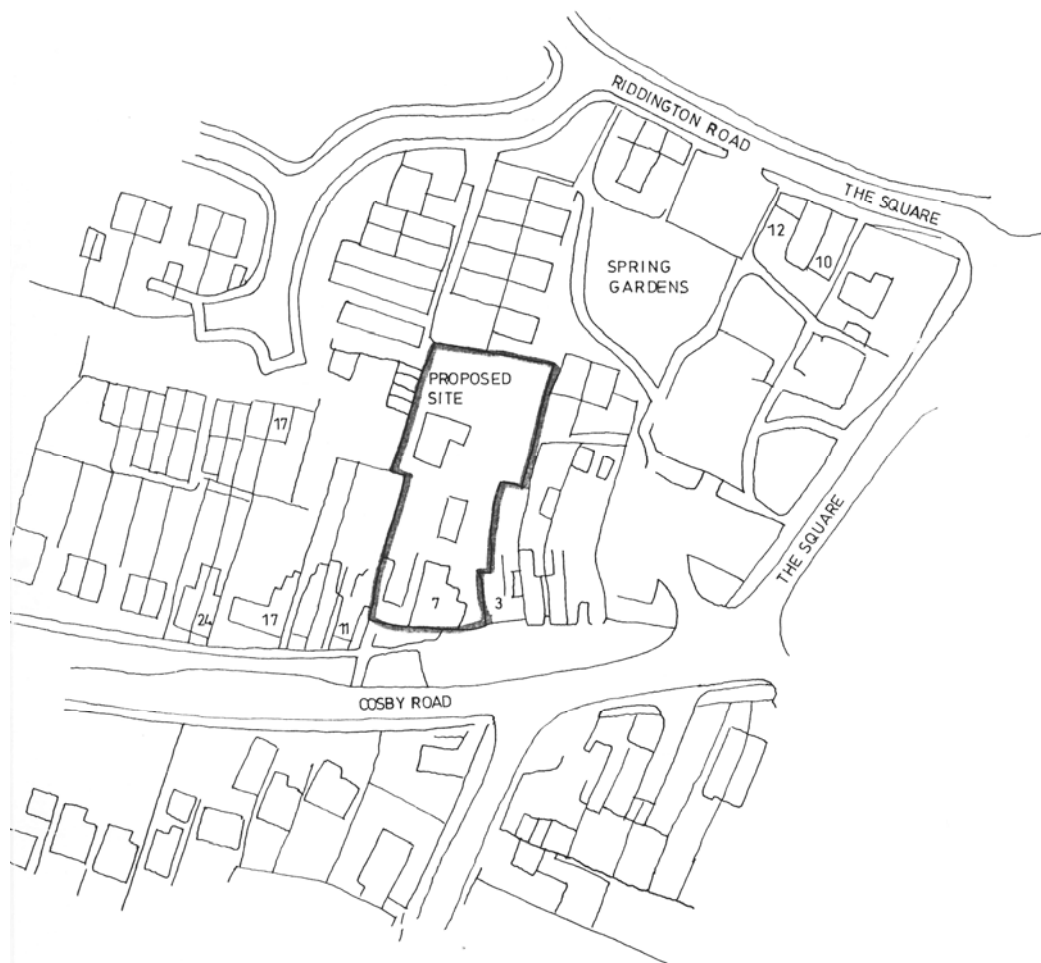 RIDDINGTON ROAD
THE SQUARE
12
10
SPRING
GARDENS
PROPOSED
SITE
17
THE SQUARE
24
17
11
7
3
COSBY ROAD